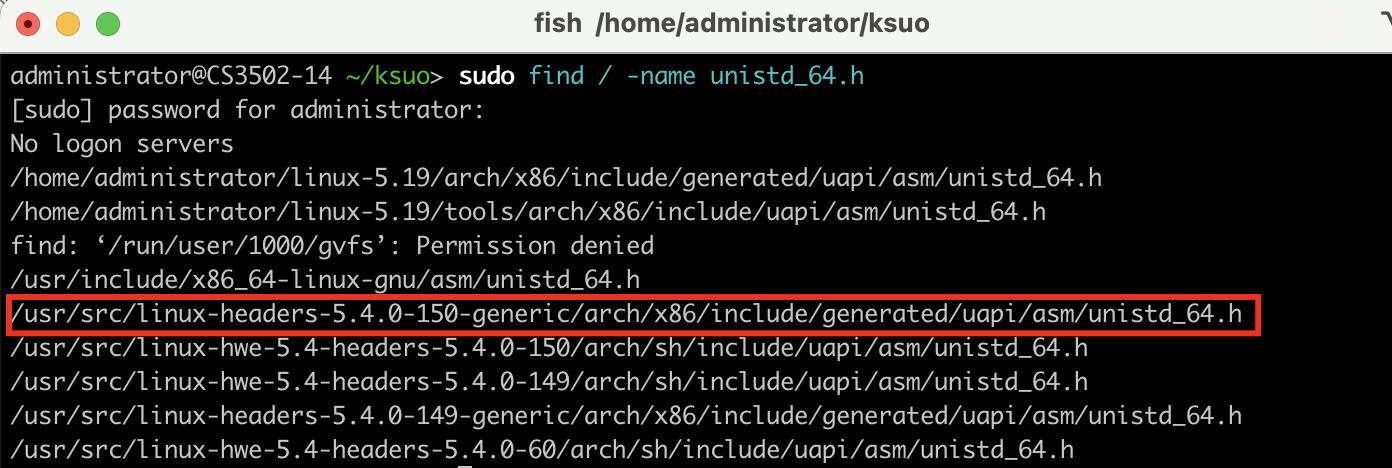 fish /home/administrator/ksuo
administrator@CS3502-14 ~/ksuo> sudo find / -name unistd_64.h
[sudo] password for administrator:
No logon servers
/home/administrator/linux-5.19/arch/x86/include/generated/uapi/asm/unistd_64.h
/home/administrator/linux-5.19/tools/arch/x86/include/uapi/asm/unistd_64.h
find: ‘/run/user/1000/gvfs’: Permission denied
/usr/include/x86_64-linux-gnu/asm/unistd_64.h
/usr/src/linux-headers-5.4.0-150-generic/arch/x86/include/generated/uapi/asm/unistd_64.h
/usr/src/linux-hwe-5.4-headers-5.4.0-150/arch/sh/include/uapi/asm/unistd_64.h
/usr/src/linux-hwe-5.4-headers-5.4.0-149/arch/sh/include/uapi/asm/unistd_64.h
/usr/src/linux-headers-5.4.0-149-generic/arch/x86/include/generated/uapi/asm/unistd_64.h
/usr/src/linux-hwe-5.4-headers-5.4.0-60/arch/sh/include/uapi/asm/unistd_64.h